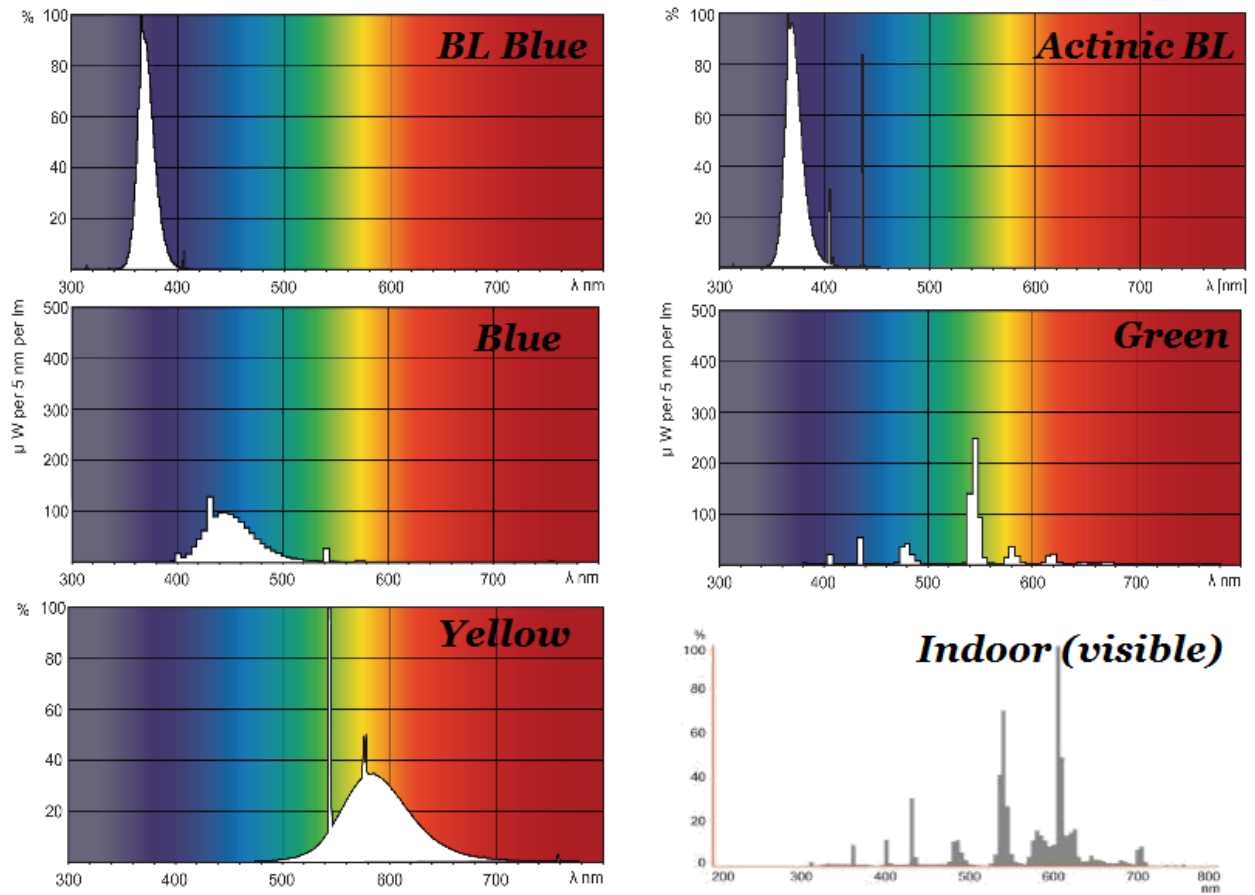 %
100
BL Blue
80
60
40
20
300 400 500 600 700 λ nm
%
100
Actinic BL
80
60
40
20
300 400 500 600 700 λ [nm]
μ W per 5 nm per lm
500
Blue
400
300
200
100
300 400 500 600 700 λ nm
μ W per 5 nm per lm
500
Green
400
300
200
100
300 400 500 600 700 λ nm
%
100
Yellow
80
60
40
20
300 400 500 600 700 λ nm
%
Indoor (visible)
100
80
60
40
20
0
200 300 400 500 600 700 800
nm